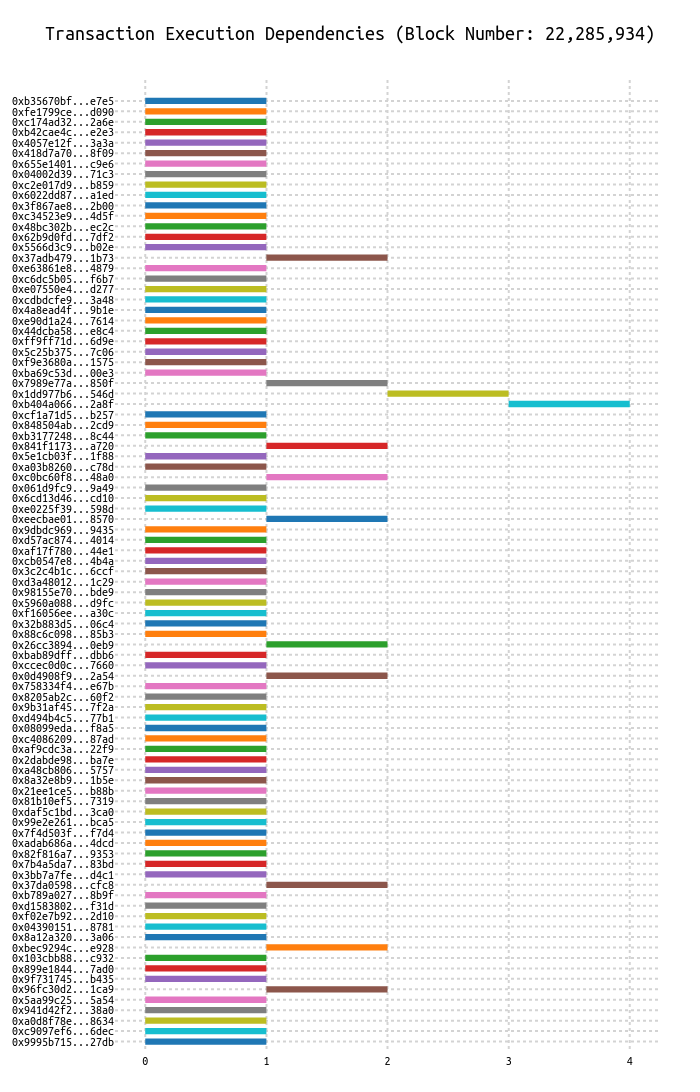 Transaction Execution Dependencies (Block Number: 22,285,934)
0xb35670bf...e7e5
0xfe1799ce...d090
0xc174ad32...2a6e
0xb42cae4c...e2e3
0x4057e12f...3a3a
0x418d7a70...8f09
0x655e1401...c9e6
0x04002d39...71c3
0xc2e017d9...b859
0x6022dd87...a1ed
0x3f867ae8...2b00
0xc34523e9...4d5f
0x48bc302b...ec2c
0x62b9d0fd...7df2
0x5566d3c9...b02e
0x37adb479...1b73
0xe63861e8...4879
0xc6dc5b05...f6b7
0xe07550e4...d277
0xcdbdcfe9...3a48
0x4a8ead4f...9b1e
0xe90d1a24...7614
0x44dcba58...e8c4
0xff9ff71d...6d9e
0x5c25b375...7c06
0xf9e3680a...1575
0xba69c53d...00e3
0x7989e77a...850f
0x1dd977b6...546d
0xb404a066...2a8f
0xcf1a71d5...b257
0x848504ab...2cd9
0xb3177248...8c44
0x841f1173...a720
0x5e1cb03f...1f88
0xa03b8260...c78d
0xc0bc60f8...48a0
0x061d9fc9...9a49
0x6cd13d46...cd10
0xe0225f39...598d
0xeecbae01...8570
0x9dbdc969...9435
0xd57ac874...4014
0xaf17f780...44e1
0xcb0547e8...4b4a
0x3c2c4b1c...6ccf
0xd3a48012...1c29
0x98155e70...bde9
0x5960a088...d9fc
0xf16056ee...a30c
0x32b883d5...06c4
0x88c6c098...85b3
0x26cc3894...0eb9
0xbab89dff...dbb6
0xccec0d0c...7660
0x0d4908f9...2a54
0x758334f4...e67b
0x8205ab2c...60f2
0x9b31af45...7f2a
0xd494b4c5...77b1
0x08099eda...f8a5
0xc4086209...87ad
0xaf9cdc3a...22f9
0x2dabde98...ba7e
0xa48cb806...5757
0x8a32e8b9...1b5e
0x21ee1ce5...b88b
0x81b10ef5...7319
0xdaf5c1bd...3ca0
0x99e2e261...bca5
0x7f4d503f...f7d4
0xadab686a...4dcd
0x82f816a7...9353
0x7b4a5da7...83bd
0x3bb7a7fe...d4c1
0x37da0598...cfc8
0xb789a027...8b9f
0xd1583802...f31d
0xf02e7b92...2d10
0x04390151...8781
0x8a12a320...3a06
0xbec9294c...e928
0x103cbb88...c932
0x899e1844...7ad0
0x9f731745...b435
0x96fc30d2...1ca9
0x5aa99c25...5a54
0x941d42f2...38a0
0xa0d8f78e...8634
0xc9097ef6...6dec
0x9995b715...27db
0 1 2 3 4